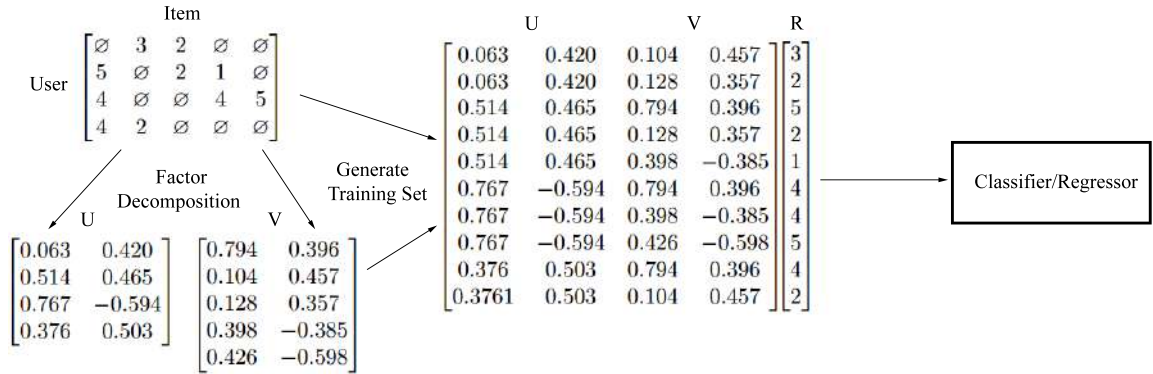 Item
User
∅ 3 2 ∅ ∅
5 ∅ 2 1 ∅
4 ∅ ∅ 4 5
4 2 ∅ ∅ ∅
Factor
Decomposition
U
0.063 0.420
0.514 0.465
0.767 −0.594
0.376 0.503
V
0.794 0.396
0.104 0.457
0.128 0.357
0.398 −0.385
0.426 −0.598
Generate
Training Set
U V R
0.063 0.420 0.104 0.457 3
0.063 0.420 0.128 0.357 2
0.514 0.465 0.794 0.396 5
0.514 0.465 0.128 0.357 2
0.514 0.465 0.398 −0.385 1
0.767 −0.594 0.794 0.396 4
0.767 −0.594 0.398 −0.385 4
0.767 −0.594 0.426 −0.598 5
0.376 0.503 0.794 0.396 4
0.3761 0.503 0.104 0.457 2
Classifier/Regressor